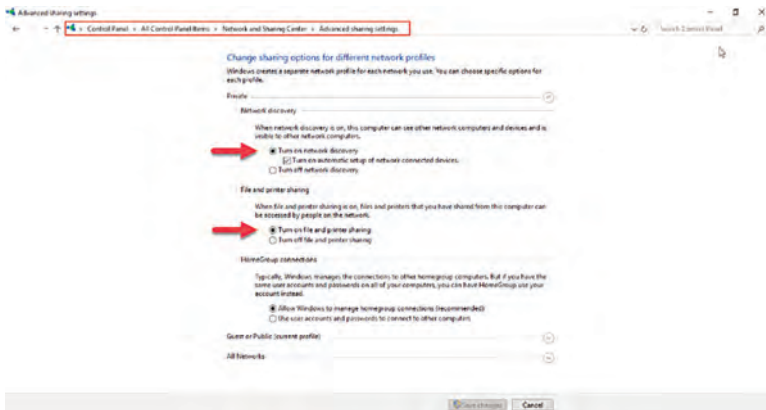 Advanced sharing settings
Control Panel › All Control Panel Items › Network and Sharing Center › Advanced sharing settings
Search Control Panel
Change sharing options for different network profiles
Windows creates a separate network profile for each network you use. You can choose specific options for
each profile.
Private
Network discovery
When network discovery is on, this computer can see other network computers and devices and is
visible to other network computers.
Turn on network discovery
Turn on automatic setup of network connected devices.
Turn off network discovery
File and printer sharing
When file and printer sharing is on, files and printers that you have shared from this computer can
be accessed by people on the network.
Turn on file and printer sharing
Turn off file and printer sharing
HomeGroup connections
Typically, Windows manages the connections to other homegroup computers. But if you have the
same user accounts and passwords on all of your computers, you can have HomeGroup use your
account instead.
Allow Windows to manage homegroup connections (recommended)
Use user accounts and passwords to connect to other computers
Guest or Public (current profile)
All Networks
Save changes
Cancel